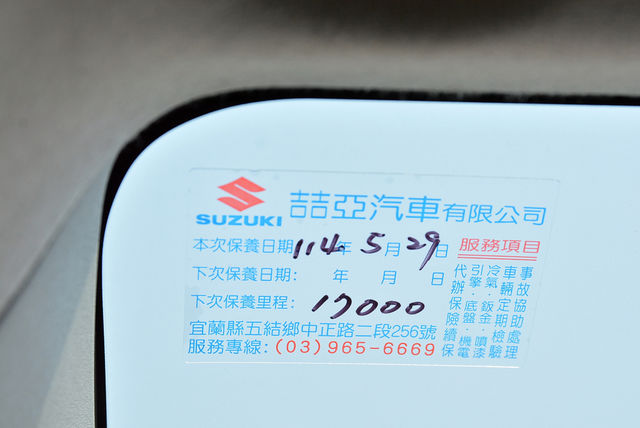 SUZUKI
喆亞汽車有限公司
本次保養日期: 114 年 5 月 29 日
下次保養日期: 年 月 日
下次保養里程: 17000
宜蘭縣五結鄉中正路二段256號
服務專線:(03)965-6669
服務項目
事故協助處理
車輛定期檢驗
冷氣・鈑金・噴漆
引擎・底盤・機電
代辦保險續保